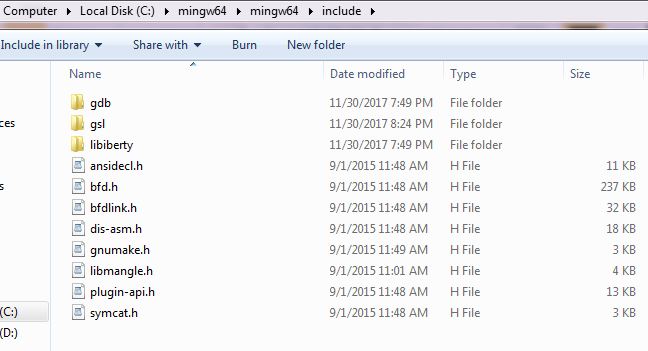 Computer ▸ Local Disk (C:) ▸ mingw64 ▸ mingw64 ▸ include ▸
Include in library ▾ Share with ▾ Burn New folder
Name Date modified Type Size
gdb 11/30/2017 7:49 PM File folder
ces gsl 11/30/2017 8:24 PM File folder
libiberty 11/30/2017 7:49 PM File folder
ansidecl.h 9/1/2015 11:48 AM H File 11 KB
s bfd.h 9/1/2015 11:48 AM H File 237 KB
bfdlink.h 9/1/2015 11:48 AM H File 32 KB
dis-asm.h 9/1/2015 11:48 AM H File 18 KB
gnumake.h 9/1/2015 11:49 AM H File 3 KB
libmangle.h 9/1/2015 11:01 AM H File 4 KB
plugin-api.h 9/1/2015 11:48 AM H File 13 KB
(C:) symcat.h 9/1/2015 11:48 AM H File 3 KB
(D:)